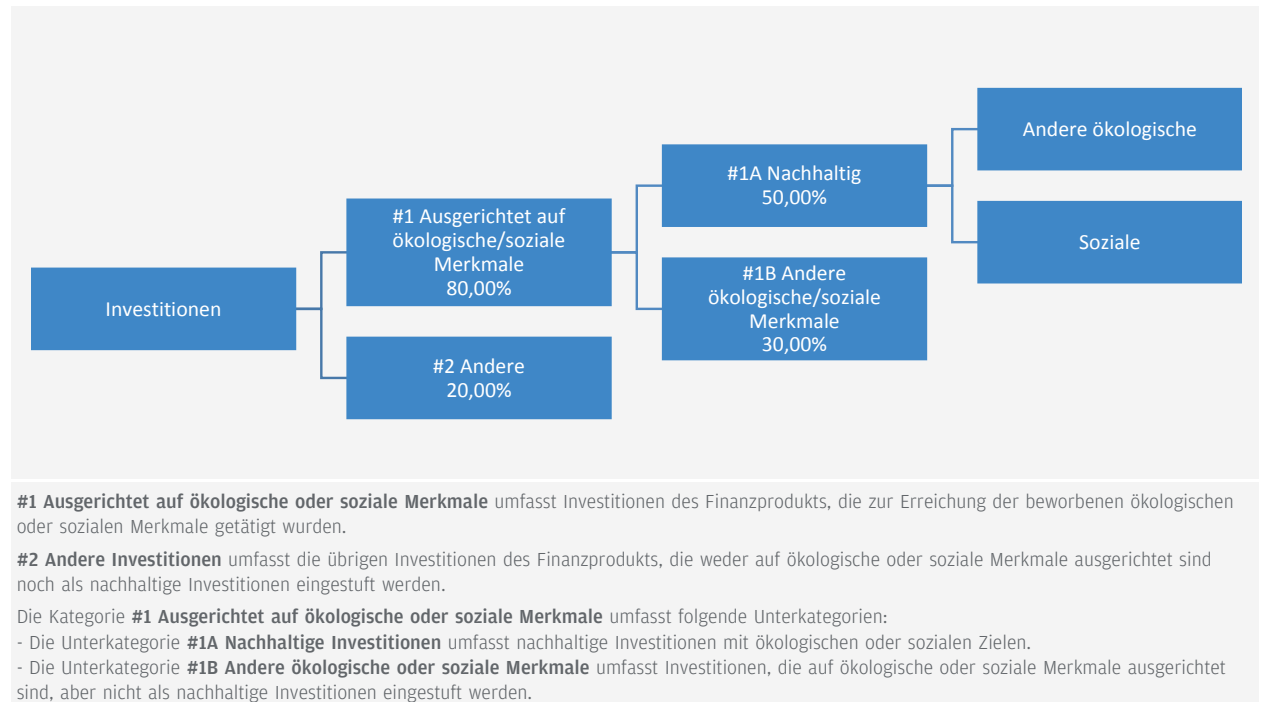 Investitionen
#1 Ausgerichtet auf
ökologische/soziale
Merkmale
80,00%
#2 Andere
20,00%
#1A Nachhaltig
50,00%
#1B Andere
ökologische/soziale
Merkmale
30,00%
Andere ökologische
Soziale
#1 Ausgerichtet auf ökologische oder soziale Merkmale umfasst Investitionen des Finanzprodukts, die zur Erreichung der beworbenen ökologischen
oder sozialen Merkmale getätigt wurden.
#2 Andere Investitionen umfasst die übrigen Investitionen des Finanzprodukts, die weder auf ökologische oder soziale Merkmale ausgerichtet sind
noch als nachhaltige Investitionen eingestuft werden.
Die Kategorie #1 Ausgerichtet auf ökologische oder soziale Merkmale umfasst folgende Unterkategorien:
- Die Unterkategorie #1A Nachhaltige Investitionen umfasst nachhaltige Investitionen mit ökologischen oder sozialen Zielen.
- Die Unterkategorie #1B Andere ökologische oder soziale Merkmale umfasst Investitionen, die auf ökologische oder soziale Merkmale ausgerichtet
sind, aber nicht als nachhaltige Investitionen eingestuft werden.